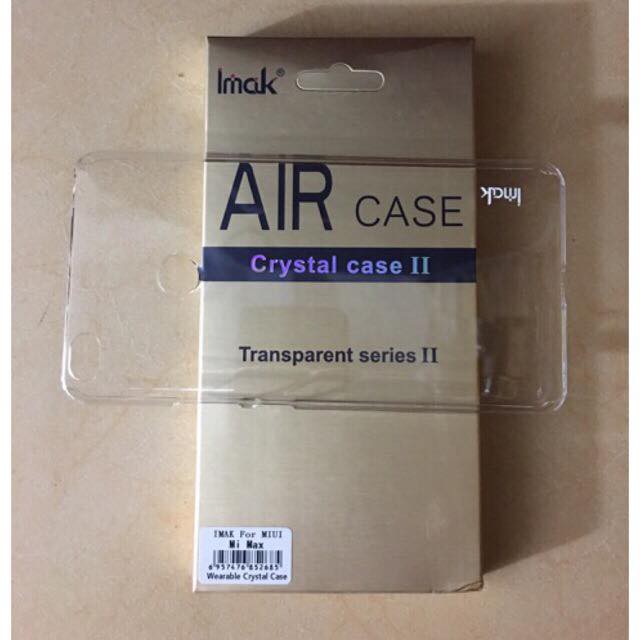 Imak®
AIR CASE
Imak
Crystal case II
Transparent series II
IMAK For MIUI
Mi Max
6957476852685
Wearable Crystal Case